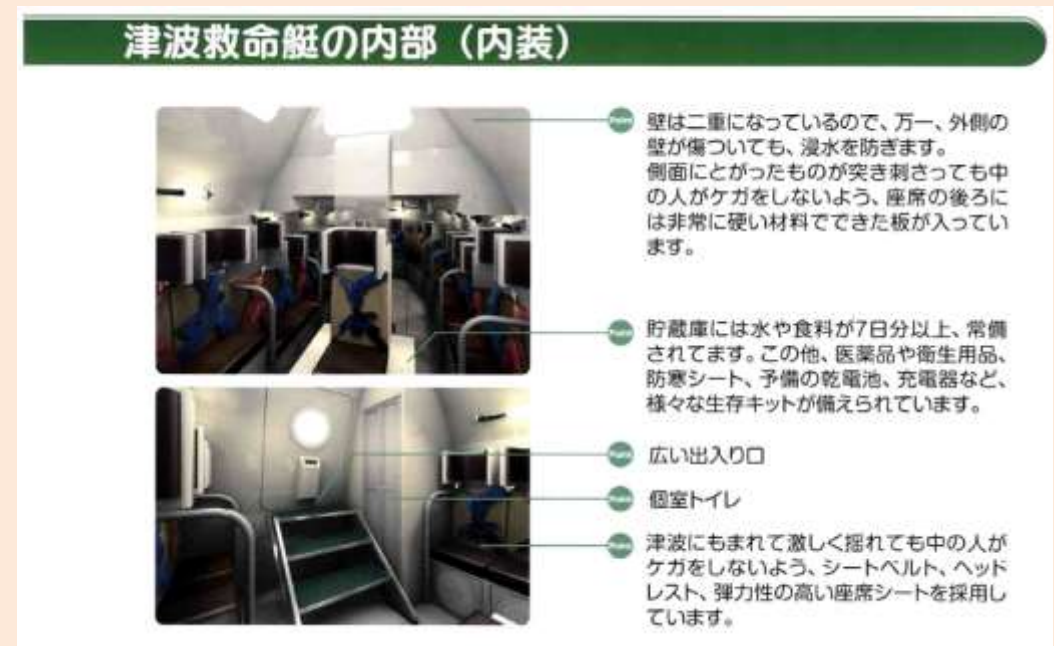 津波救命艇の内部（内装）
壁は二重になっているので、万一、外側の
壁が傷ついても、浸水を防ぎます。
側面にとがったものが突き刺さっても中
の人がケガをしないよう、座席の後ろに
は非常に硬い材料でできた板が入ってい
ます。
貯蔵庫には水や食料が7日分以上、常備
されてます。この他、医薬品や衛生用品、
防寒シート、予備の乾電池、充電器など、
様々な生存キットが備えられています。
広い出入り口
個室トイレ
津波にもまれて激しく揺れても中の人が
ケガをしないよう、シートベルト、ヘッド
レスト、弾力性の高い座席シートを採用し
ています。